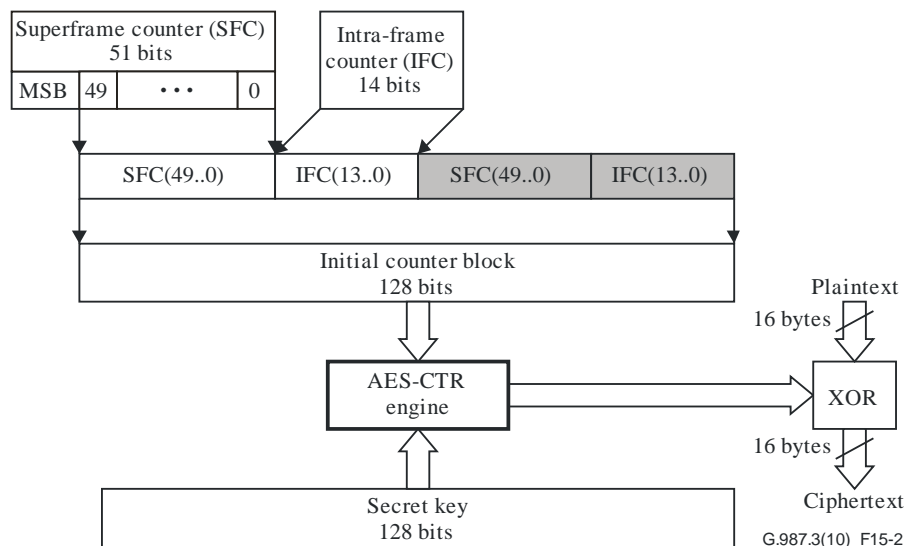 Superframe counter (SFC)
51 bits
MSB 49 ••• 0
Intra-frame
counter (IFC)
14 bits
SFC(49..0) IFC(13..0) SFC(49..0) IFC(13..0)
Initial counter block
128 bits
Plaintext
16 bytes
AES-CTR
engine
XOR
16 bytes
Ciphertext
Secret key
128 bits
G.987.3(10)_F15-2